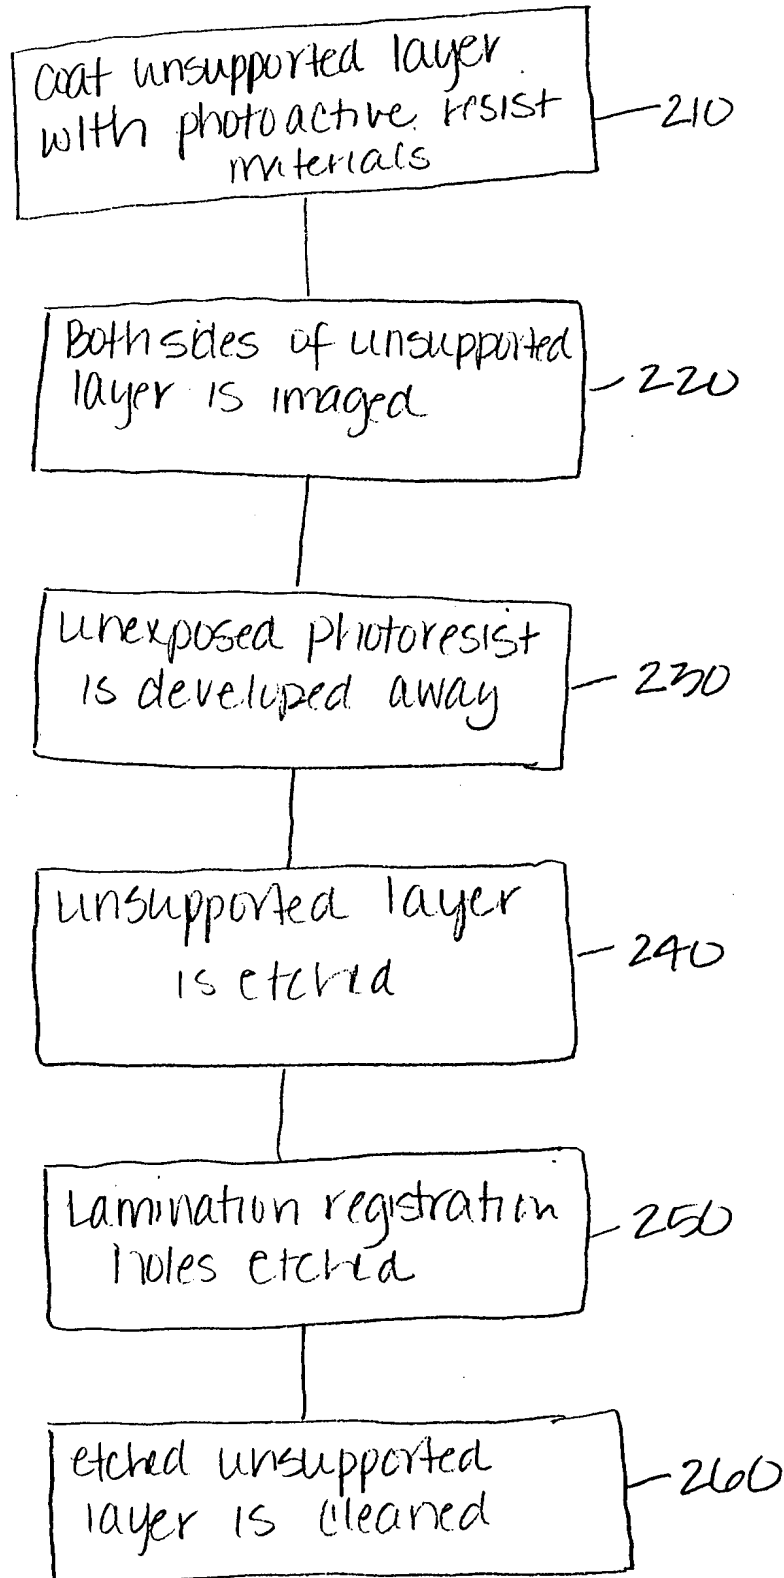 coat unsupported layer
with photoactive resist
materials
210
Both sides of unsupported
layer is imaged
220
unexposed photoresist
is developed away
230
unsupported layer
is etched
240
Lamination registration
holes etched
250
etched unsupported
layer is cleaned
260